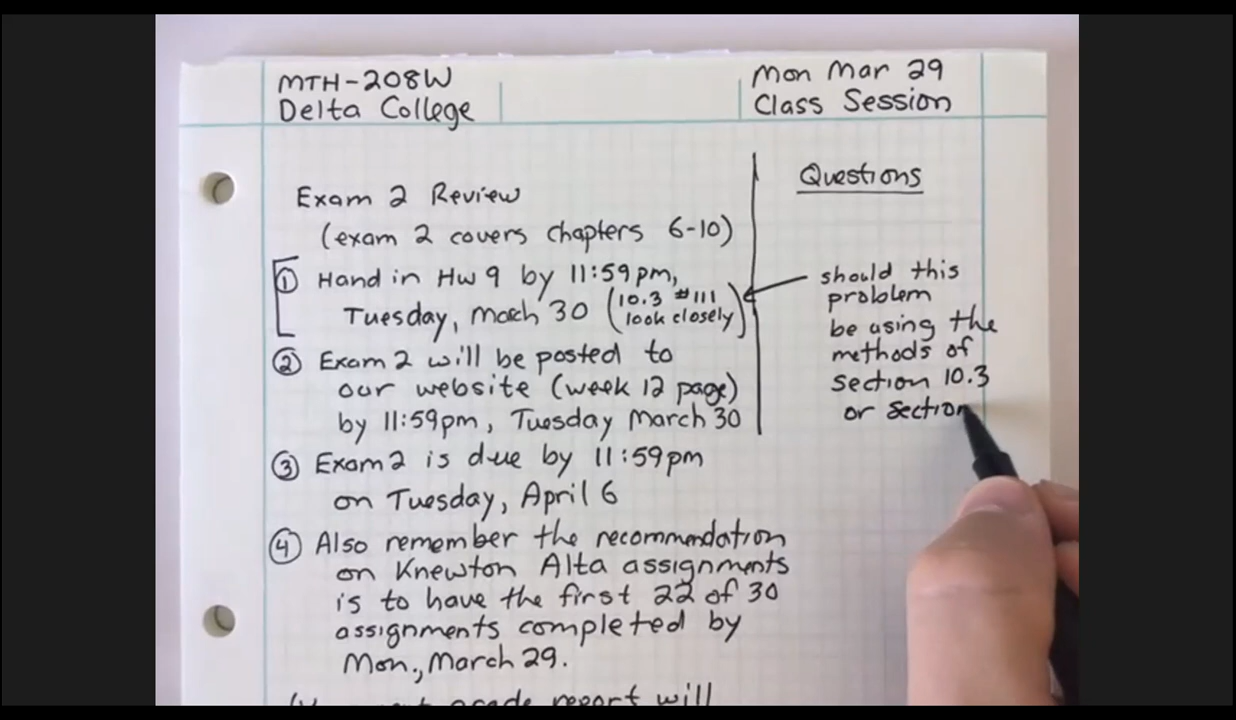 MTH-208W
Delta College
Mon Mar 29
Class Session
Exam 2 Review
(exam 2 covers chapters 6-10)
① Hand in Hw 9 by 11:59pm,
Tuesday, March 30 (10.3 #111
look closely)
② Exam 2 will be posted to
our website (week 12 page)
by 11:59pm, Tuesday March 30
③ Exam 2 is due by 11:59pm
on Tuesday, April 6
④ Also remember the recommendation
on Knewton Alta assignments
is to have the first 22 of 30
assignments completed by
Mon., March 29.
grade report will
Questions
should this
problem
be using the
methods of
section 10.3
or section